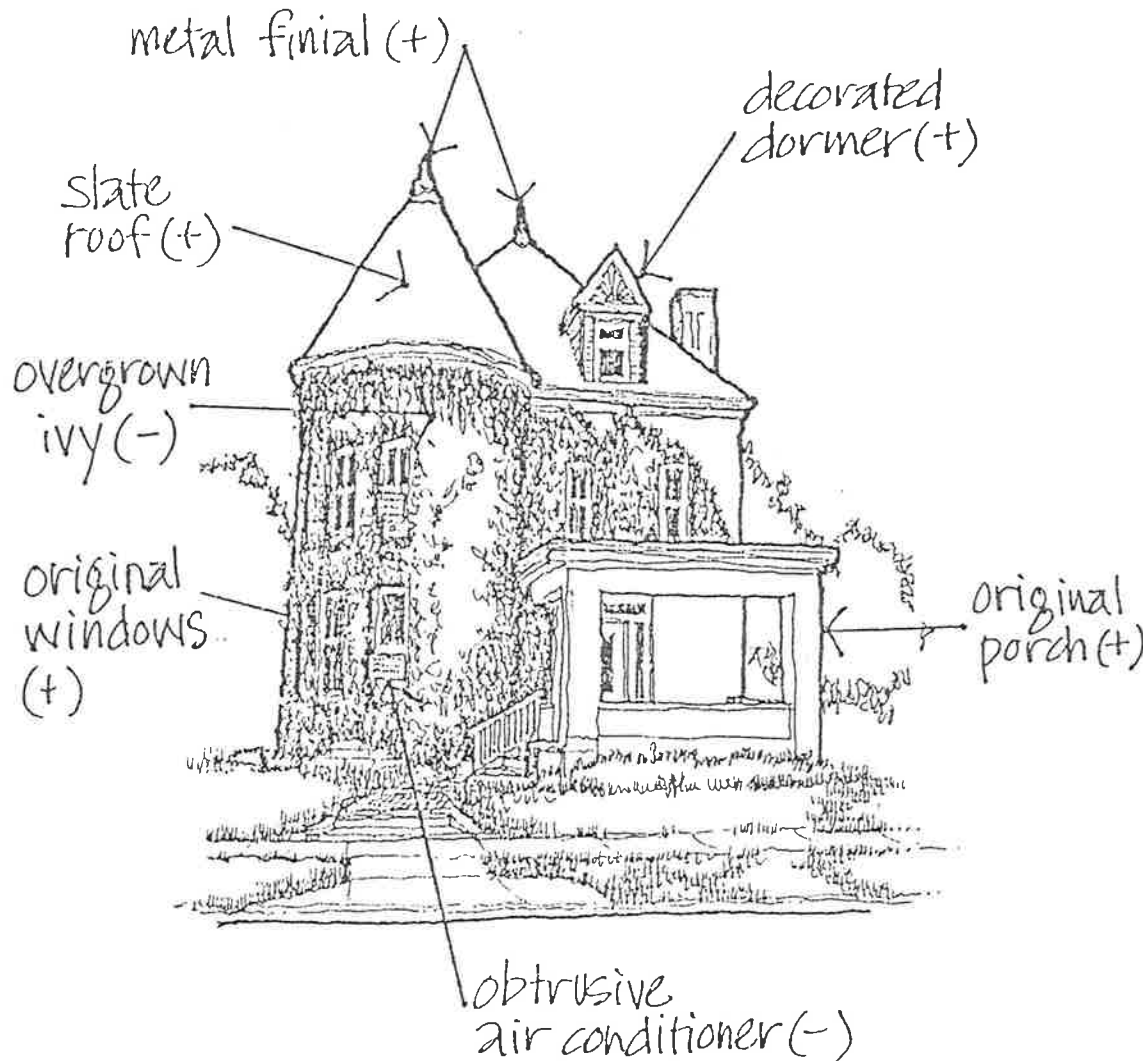 metal finial (+)
decorated
dormer (+)
slate
roof (+)
overgrown
ivy (-)
original
windows
(+)
original
porch (+)
obtrusive
air conditioner (-)